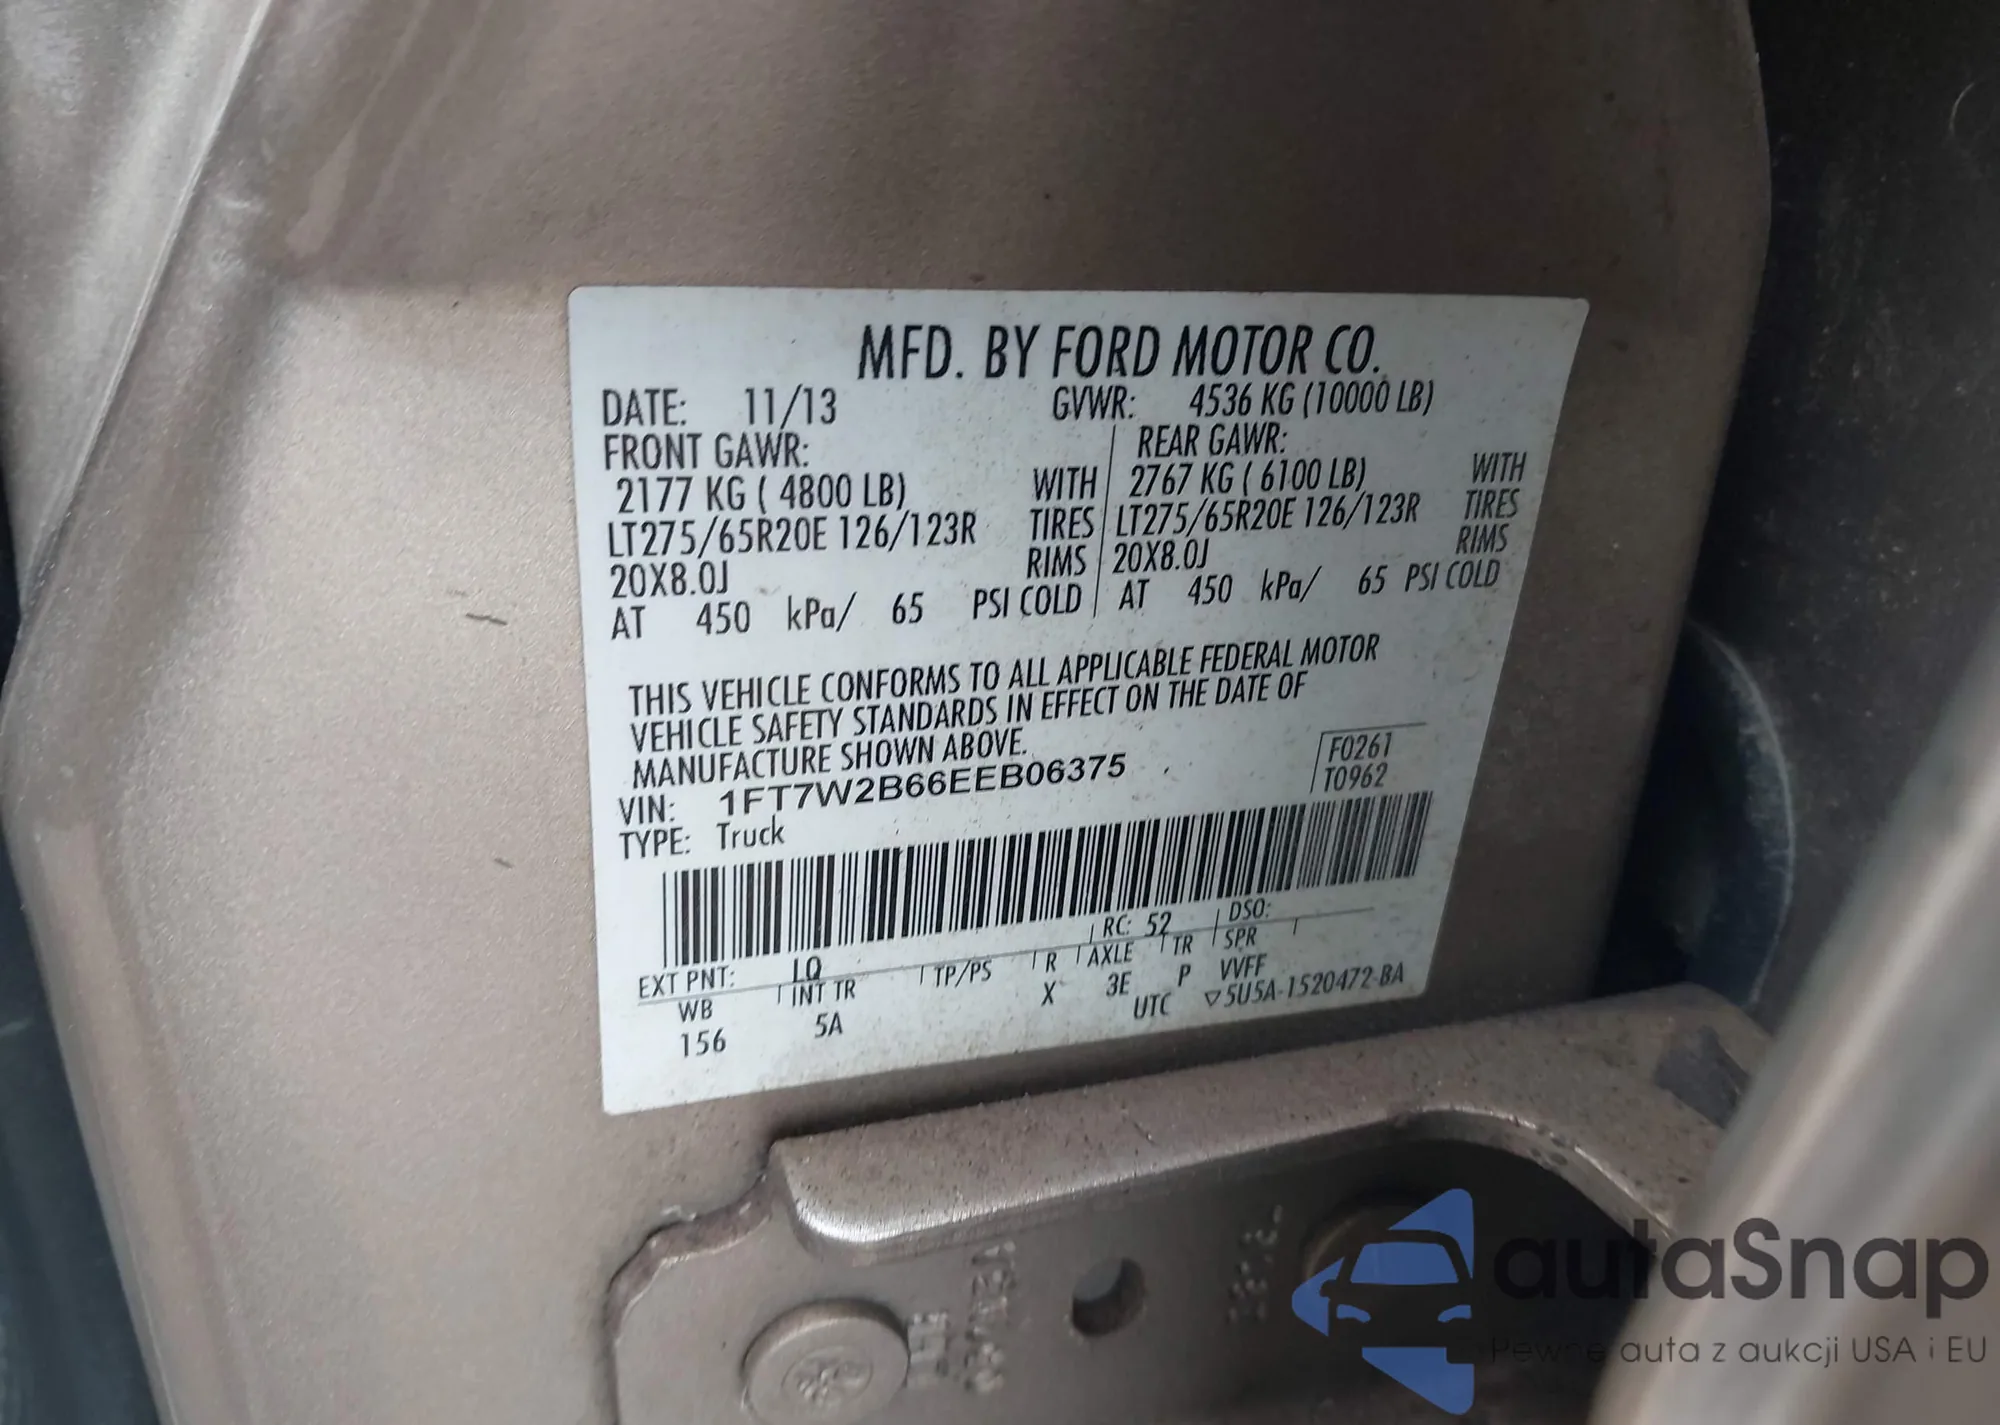 MFD. BY FORD MOTOR CO.
DATE: 11/13 GVWR: 4536 KG (10000 LB)
FRONT GAWR: REAR GAWR:
2177 KG ( 4800 LB) WITH 2767 KG ( 6100 LB) WITH
LT275/65R20E 126/123R TIRES LT275/65R20E 126/123R TIRES
20X8.0J RIMS 20X8.0J RIMS
AT 450 kPa/ 65 PSI COLD AT 450 kPa/ 65 PSI COLD
THIS VEHICLE CONFORMS TO ALL APPLICABLE FEDERAL MOTOR
VEHICLE SAFETY STANDARDS IN EFFECT ON THE DATE OF
MANUFACTURE SHOWN ABOVE.
F0261
VIN: 1FT7W2B66EEB06375 T0962
TYPE: Truck
RC: 52 DSO:
EXT PNT: LQ
WB INT TR TP/PS R AXLE TR SPR
156 5A X 3E P VVFF
UTC ▽5U5A-1520472-BA
autaSnap
Pewne auta z aukcji USA i EU